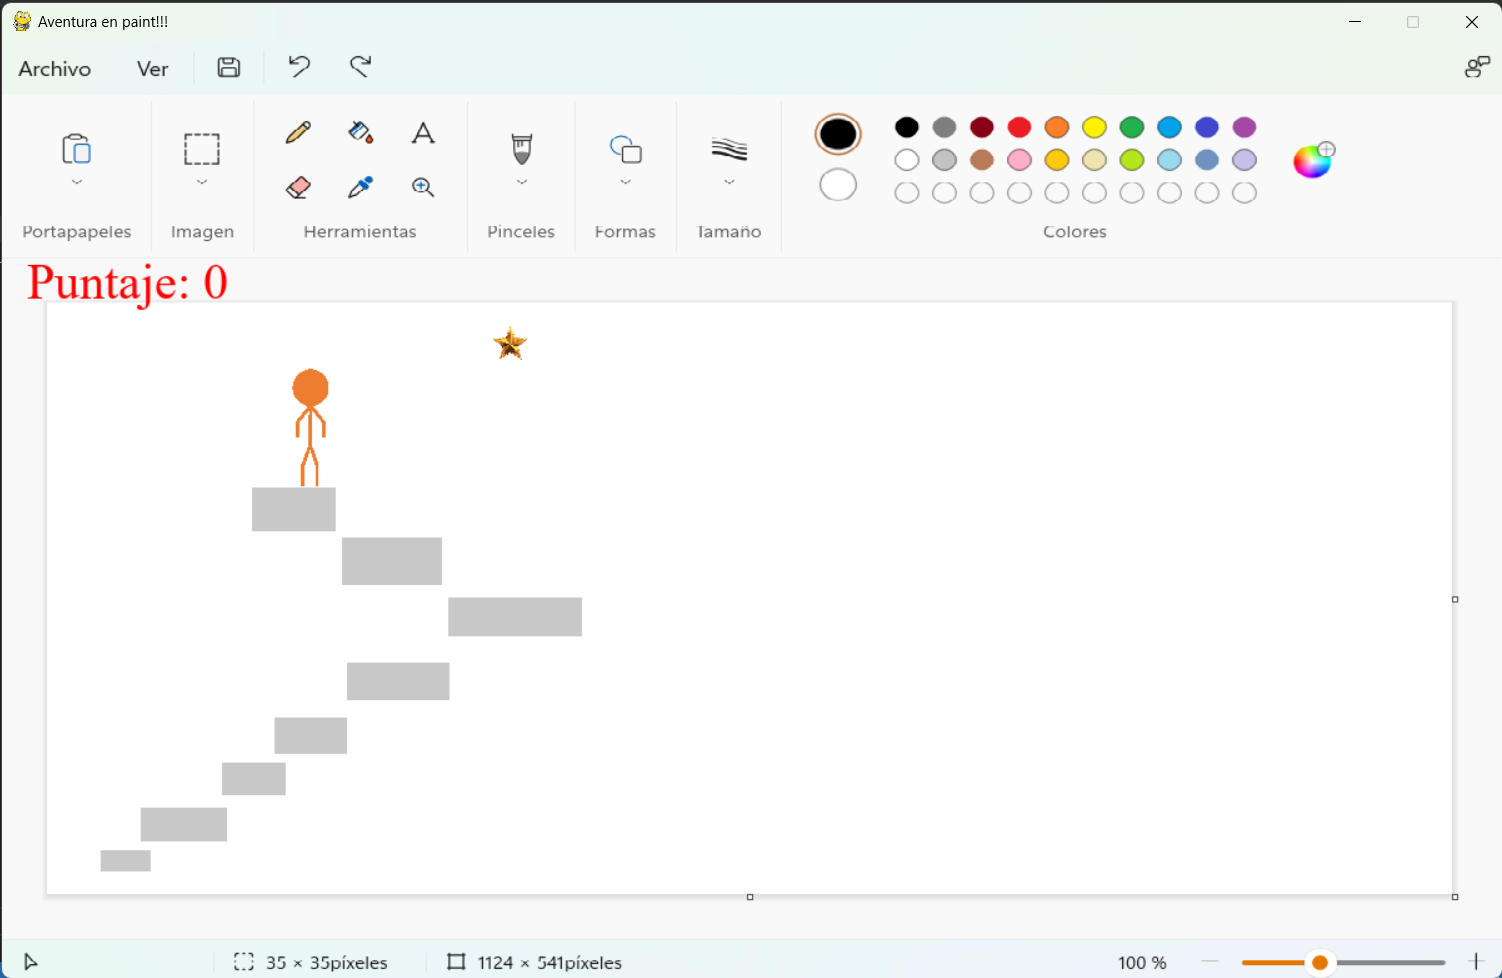 Aventura en paint!!!
Archivo Ver
Portapapeles Imagen Herramientas Pinceles Formas Tamaño Colores
Puntaje: 0
35 × 35píxeles 1124 × 541píxeles 100 %